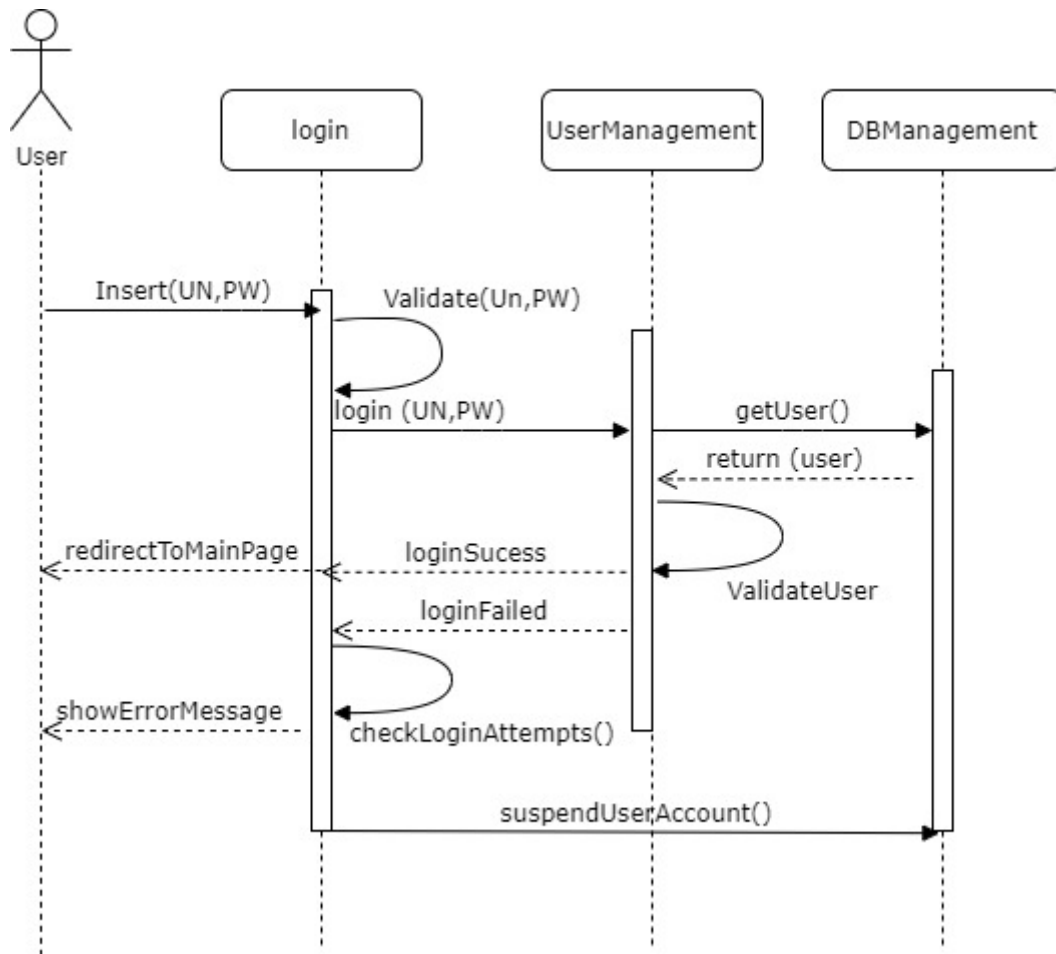 login
UserManagement
DBManagement
User
Insert(UN,PW)
Validate(Un,PW)
login (UN,PW)
getUser()
return (user)
redirectToMainPage
loginSucess
ValidateUser
loginFailed
showErrorMessage
checkLoginAttempts()
suspendUserAccount()